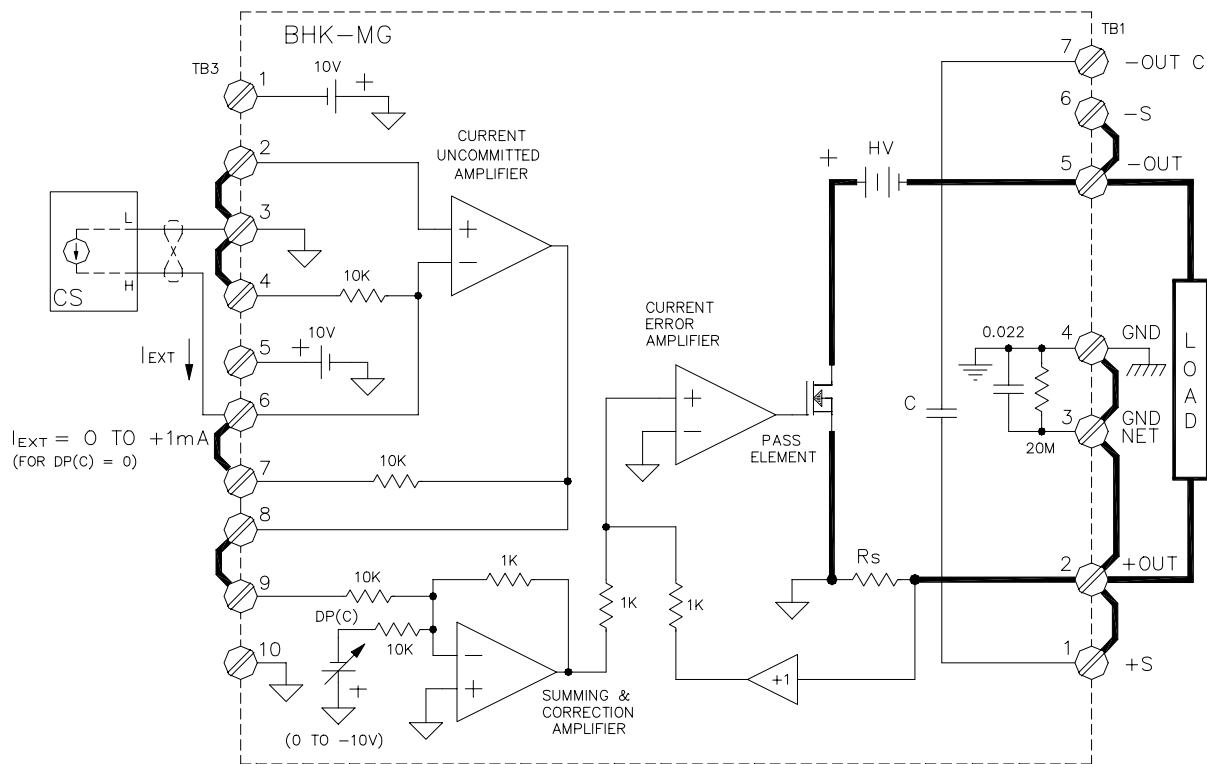 BHK-MG
TB3
TB1
1
10V
+
2
CURRENT
UNCOMMITTED
AMPLIFIER
+
−
3
4
10K
L
H
CS
IEXT
5
+
10V
6
IEXT = 0 TO +1mA
(FOR DP(C) = 0)
7
10K
8
9
10K
1K
DP(C)
10K
10
+
(0 TO -10V)
−
+
SUMMING &
CORRECTION
AMPLIFIER
CURRENT
ERROR
AMPLIFIER
+
−
PASS
ELEMENT
1K
1K
+1
+
HV
Rs
C
0.022
20M
7
-OUT C
6
-S
5
-OUT
4
GND
3
GND
NET
2
+OUT
1
+S
LOAD